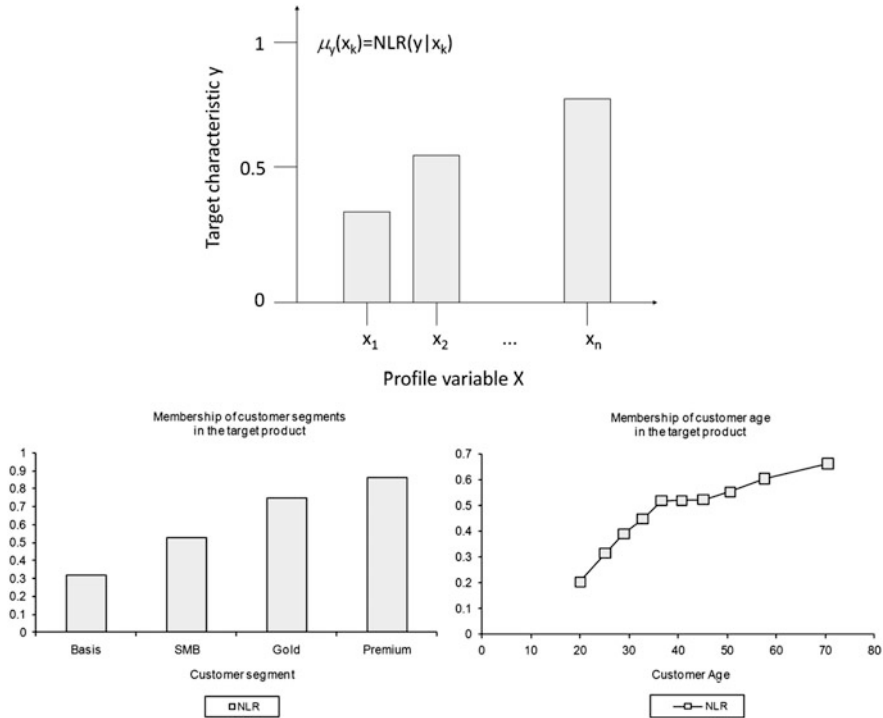 μy(xk)=NLR(y|xk)
Target characteristic y
1
0.5
0
x1
x2
...
xn
Profile variable X
Membership of customer segments
in the target product
1
0.9
0.8
0.7
0.6
0.5
0.4
0.3
0.2
0.1
0
Basis
SMB
Gold
Premium
Customer segment
NLR
Membership of customer age
in the target product
0.7
0.6
0.5
0.4
0.3
0.2
0.1
0
0
10
20
30
40
50
60
70
80
Customer Age
NLR